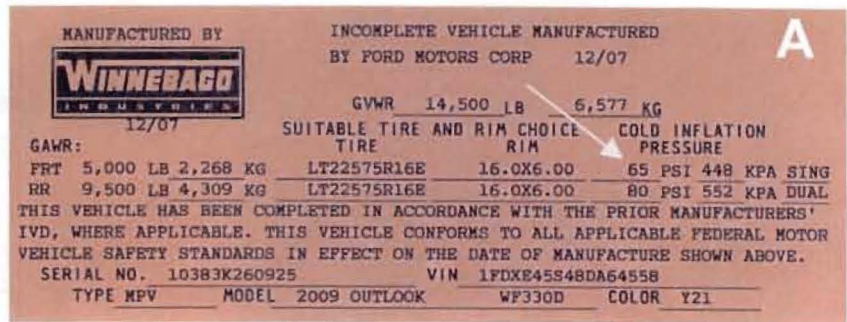 MANUFACTURED BY INCOMPLETE VEHICLE MANUFACTURED A
BY FORD MOTORS CORP 12/07
WINNEBAGO
INDUSTRIES
GVWR 14,500 LB 6,577 KG
12/07 SUITABLE TIRE AND RIM CHOICE COLD INFLATION
GAWR: TIRE RIM PRESSURE
FRT 5,000 LB 2,268 KG LT22575R16E 16.0X6.00 65 PSI 448 KPA SING
RR 9,500 LB 4,309 KG LT22575R16E 16.0X6.00 80 PSI 552 KPA DUAL
THIS VEHICLE HAS BEEN COMPLETED IN ACCORDANCE WITH THE PRIOR MANUFACTURERS'
IVD, WHERE APPLICABLE. THIS VEHICLE CONFORMS TO ALL APPLICABLE FEDERAL MOTOR
VEHICLE SAFETY STANDARDS IN EFFECT ON THE DATE OF MANUFACTURE SHOWN ABOVE.
SERIAL NO. 10383K260925 VIN 1FDXE45S48DA64558
TYPE MPV MODEL 2009 OUTLOOK WF330D COLOR Y21